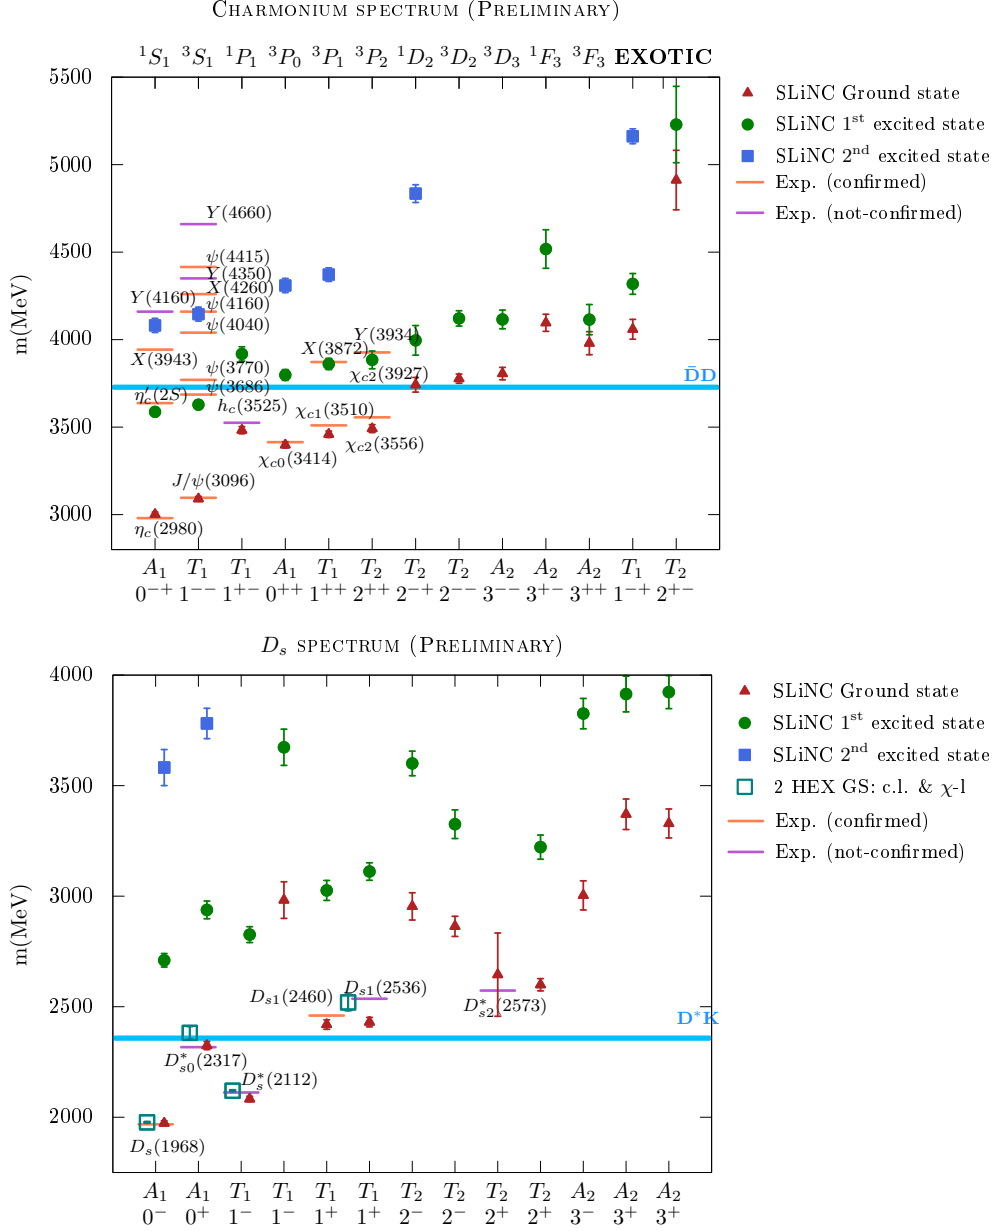 CHARMONIUM SPECTRUM (PRELIMINARY)
¹S₁ ³S₁ ¹P₁ ³P₀ ³P₁ ³P₂ ¹D₂ ³D₂ ³D₃ ¹F₃ ³F₃ EXOTIC
5500
5000
4500
4000
3500
3000
m(MeV)
SLiNC Ground state
SLiNC 1st excited state
SLiNC 2nd excited state
Exp. (confirmed)
Exp. (not-confirmed)
Y(4660)
ψ(4415)
Y(4350)
X(4260)
Y(4160) ψ(4160)
ψ(4040)
X(3943) X(3872) Y(3934)
ψ(3770) χc2(3927) D̄D
η′c(2S) ψ(3686)
hc(3525) χc1(3510)
χc0(3414) χc2(3556)
J/ψ(3096)
ηc(2980)
A₁ T₁ T₁ A₁ T₁ T₂ T₂ T₂ A₂ A₂ A₂ T₁ T₂
0⁻⁺ 1⁻⁻ 1⁺⁻ 0⁺⁺ 1⁺⁺ 2⁺⁺ 2⁻⁺ 2⁻⁻ 3⁻⁻ 3⁺⁻ 3⁺⁺ 1⁻⁺ 2⁺⁻
Ds SPECTRUM (PRELIMINARY)
4000
3500
3000
2500
2000
m(MeV)
SLiNC Ground state
SLiNC 1st excited state
SLiNC 2nd excited state
2 HEX GS: c.l. & χ-l
Exp. (confirmed)
Exp. (not-confirmed)
Ds1(2460) Ds1(2536) D*s2(2573)
D*K
D*s0(2317)
D*s(2112)
Ds(1968)
A₁ A₁ T₁ T₁ T₁ T₁ T₂ T₂ T₂ T₂ A₂ A₂ A₂
0⁻ 0⁺ 1⁻ 1⁻ 1⁺ 1⁺ 2⁻ 2⁻ 2⁺ 2⁺ 3⁻ 3⁺ 3⁺